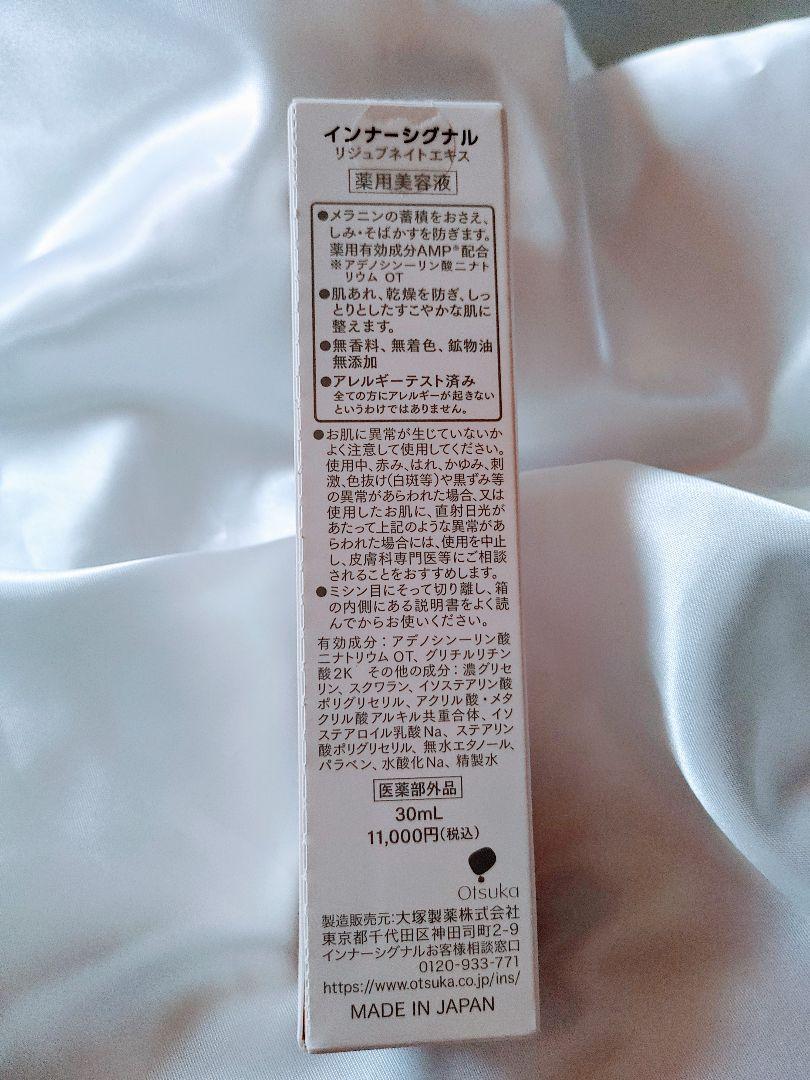 インナーシグナル
リジュブネイトエキス
薬用美容液
●メラニンの蓄積をおさえ、
しみ・そばかすを防ぎます。
薬用有効成分AMP※配合
※アデノシン一リン酸二ナト
リウム OT
●肌あれ、乾燥を防ぎ、しっ
とりとしたすこやかな肌に
整えます。
●無香料、無着色、鉱物油
無添加
●アレルギーテスト済み
全ての方にアレルギーが起きない
というわけではありません。
●お肌に異常が生じていないか
よく注意して使用してください。
使用中、赤み、はれ、かゆみ、刺
激、色抜け(白斑等)や黒ずみ等
の異常があらわれた場合、又は
使用したお肌に、直射日光が
あたって上記のような異常があ
らわれた場合には、使用を中止
し、皮膚科専門医等にご相談
されることをおすすめします。
●ミシン目にそって切り離し、箱
の内側にある説明書をよく読
んでからお使いください。
有効成分：アデノシン一リン酸
二ナトリウム OT、グリチルリチン
酸2K その他の成分：濃グリセ
リン、スクワラン、イソステアリン酸
ポリグリセリル、アクリル酸・メタ
クリル酸アルキル共重合体、イソ
ステアロイル乳酸Na、ステアリン
酸ポリグリセリル、無水エタノール、
パラベン、水酸化Na、精製水
医薬部外品
30mL
11,000円(税込)
Otsuka
製造販売元:大塚製薬株式会社
東京都千代田区神田司町2-9
インナーシグナルお客様相談窓口
0120-933-771
https://www.otsuka.co.jp/ins/
MADE IN JAPAN